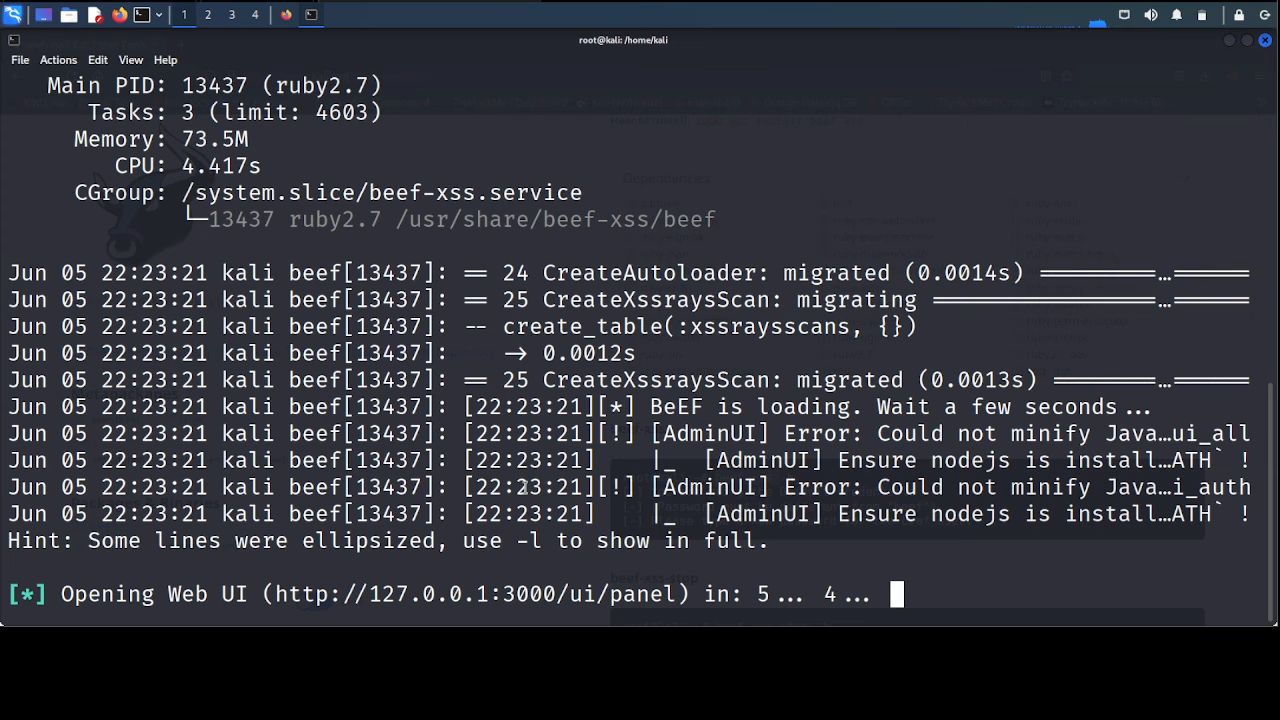 1 2 3 4
root@kali: /home/kali
File Actions Edit View Help
Main PID: 13437 (ruby2.7)
Tasks: 3 (limit: 4603)
Memory: 73.5M
CPU: 4.417s
CGroup: /system.slice/beef-xss.service
└─13437 ruby2.7 /usr/share/beef-xss/beef
Jun 05 22:23:21 kali beef[13437]: == 24 CreateAutoloader: migrated (0.0014s) ========…=====
Jun 05 22:23:21 kali beef[13437]: == 25 CreateXssraysScan: migrating ================…=====
Jun 05 22:23:21 kali beef[13437]: -- create_table(:xssraysscans, {})
Jun 05 22:23:21 kali beef[13437]: -> 0.0012s
Jun 05 22:23:21 kali beef[13437]: == 25 CreateXssraysScan: migrated (0.0013s) ========…=====
Jun 05 22:23:21 kali beef[13437]: [22:23:21][*] BeEF is loading. Wait a few seconds...
Jun 05 22:23:21 kali beef[13437]: [22:23:21][!] [AdminUI] Error: Could not minify Java…ui_all
Jun 05 22:23:21 kali beef[13437]: [22:23:21] |_ [AdminUI] Ensure nodejs is install…ATH` !
Jun 05 22:23:21 kali beef[13437]: [22:23:21][!] [AdminUI] Error: Could not minify Java…i_auth
Jun 05 22:23:21 kali beef[13437]: [22:23:21] |_ [AdminUI] Ensure nodejs is install…ATH` !
Hint: Some lines were ellipsized, use -l to show in full.
[*] Opening Web UI (http://127.0.0.1:3000/ui/panel) in: 5... 4...